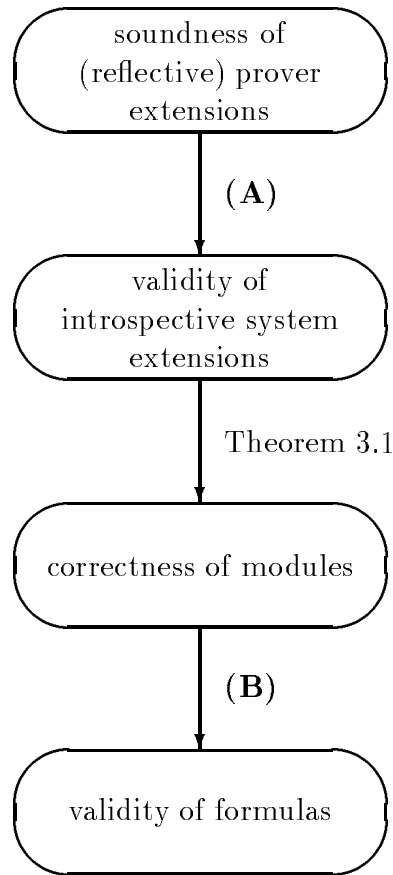 soundness of
(reflective) prover
extensions
(A)
validity of
introspective system
extensions
Theorem 3.1
correctness of modules
(B)
validity of formulas